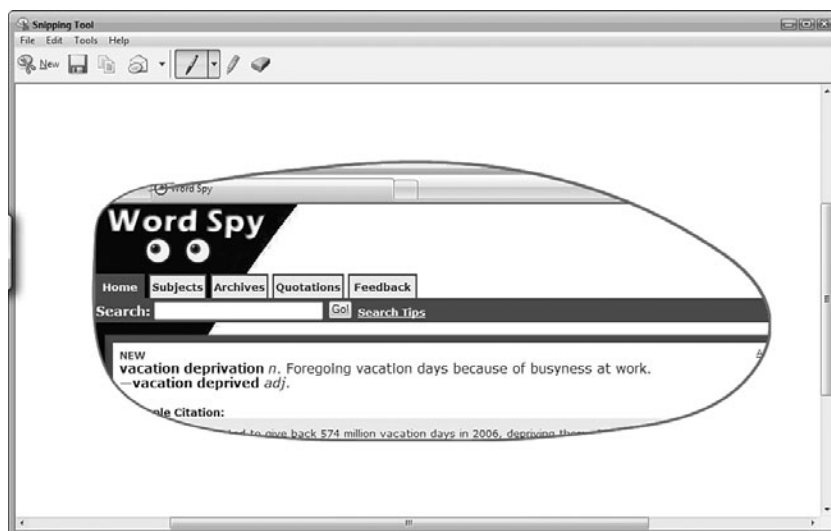 Snipping Tool
File Edit Tools Help
New
Word Spy
Word Spy
Home Subjects Archives Quotations Feedback
Search: Go! Search Tips
NEW
vacation deprivation n. Foregoing vacation days because of busyness at work.
—vacation deprived adj.
Citation:
to give back 574 million vacation days in 2006, depriving